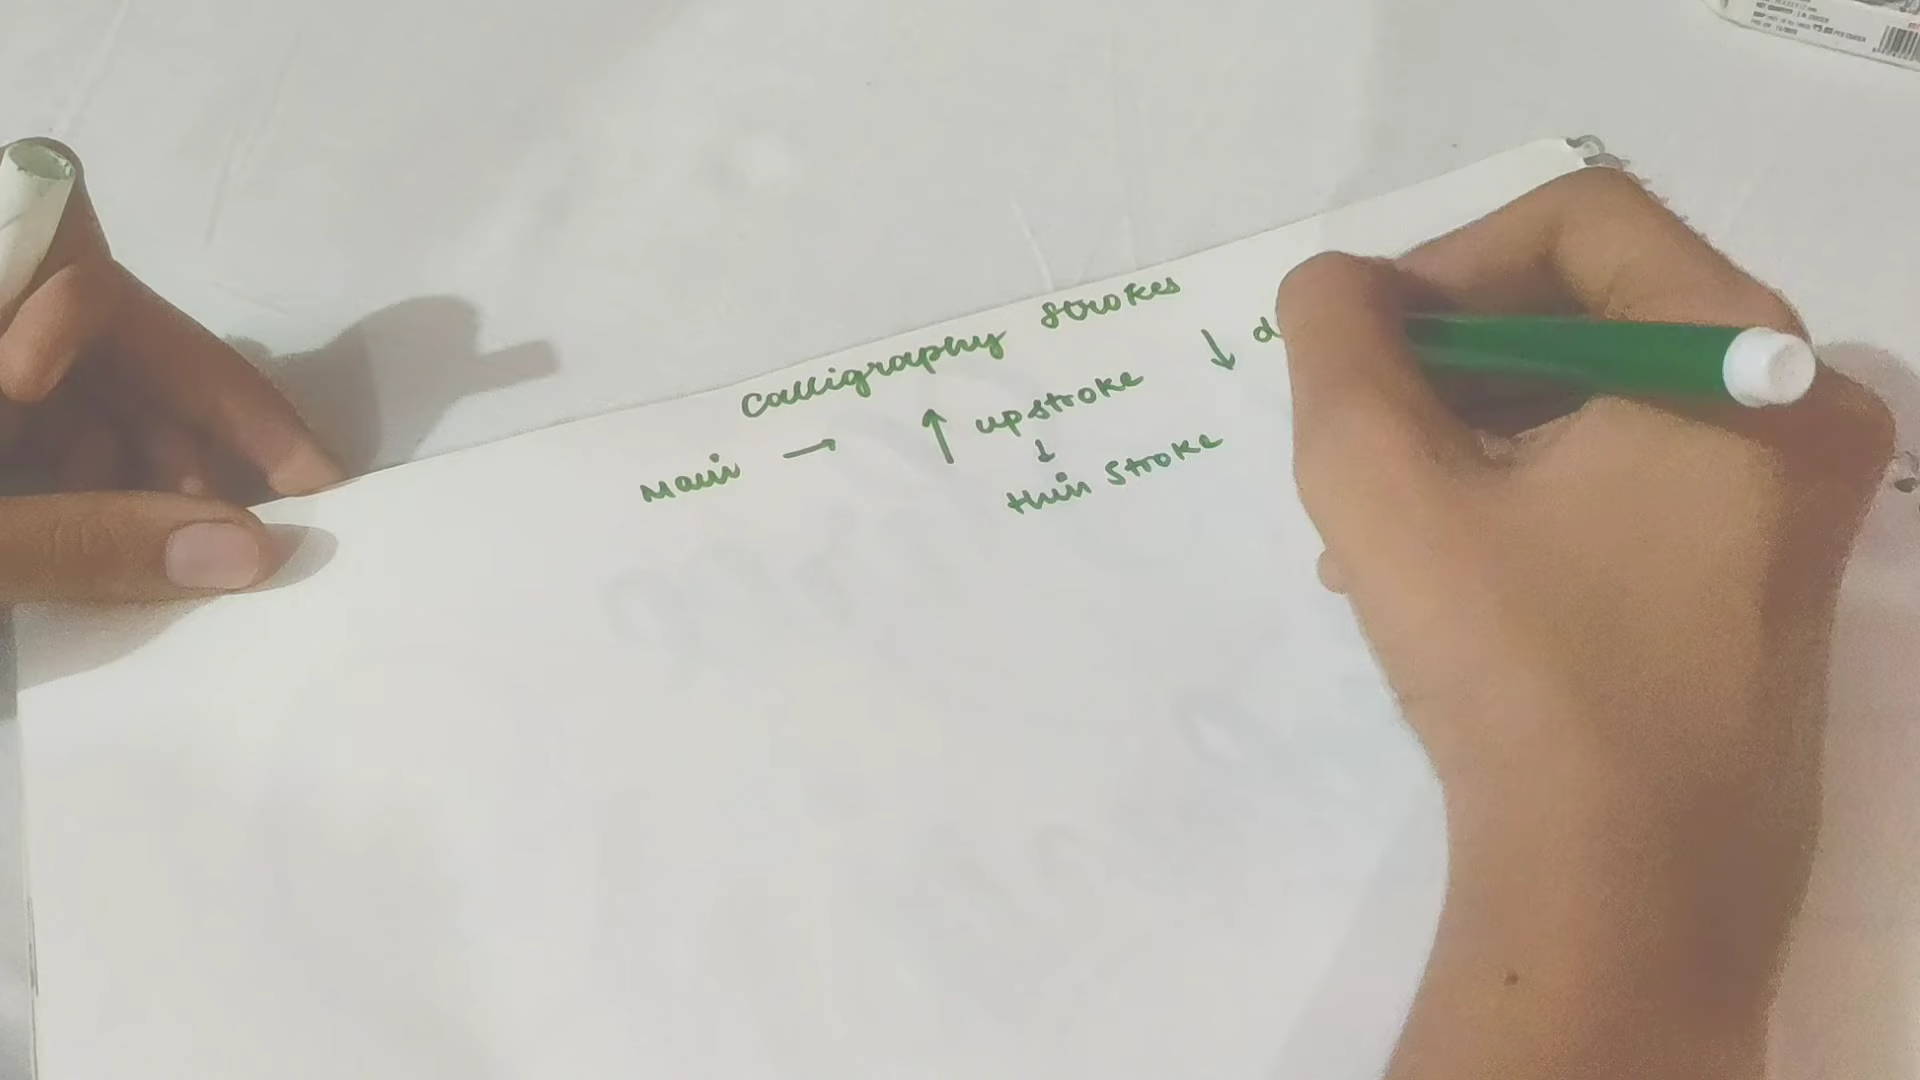 Calligraphy Strokes
Main → ↑ upstroke ↓ d
↓
thin Stroke